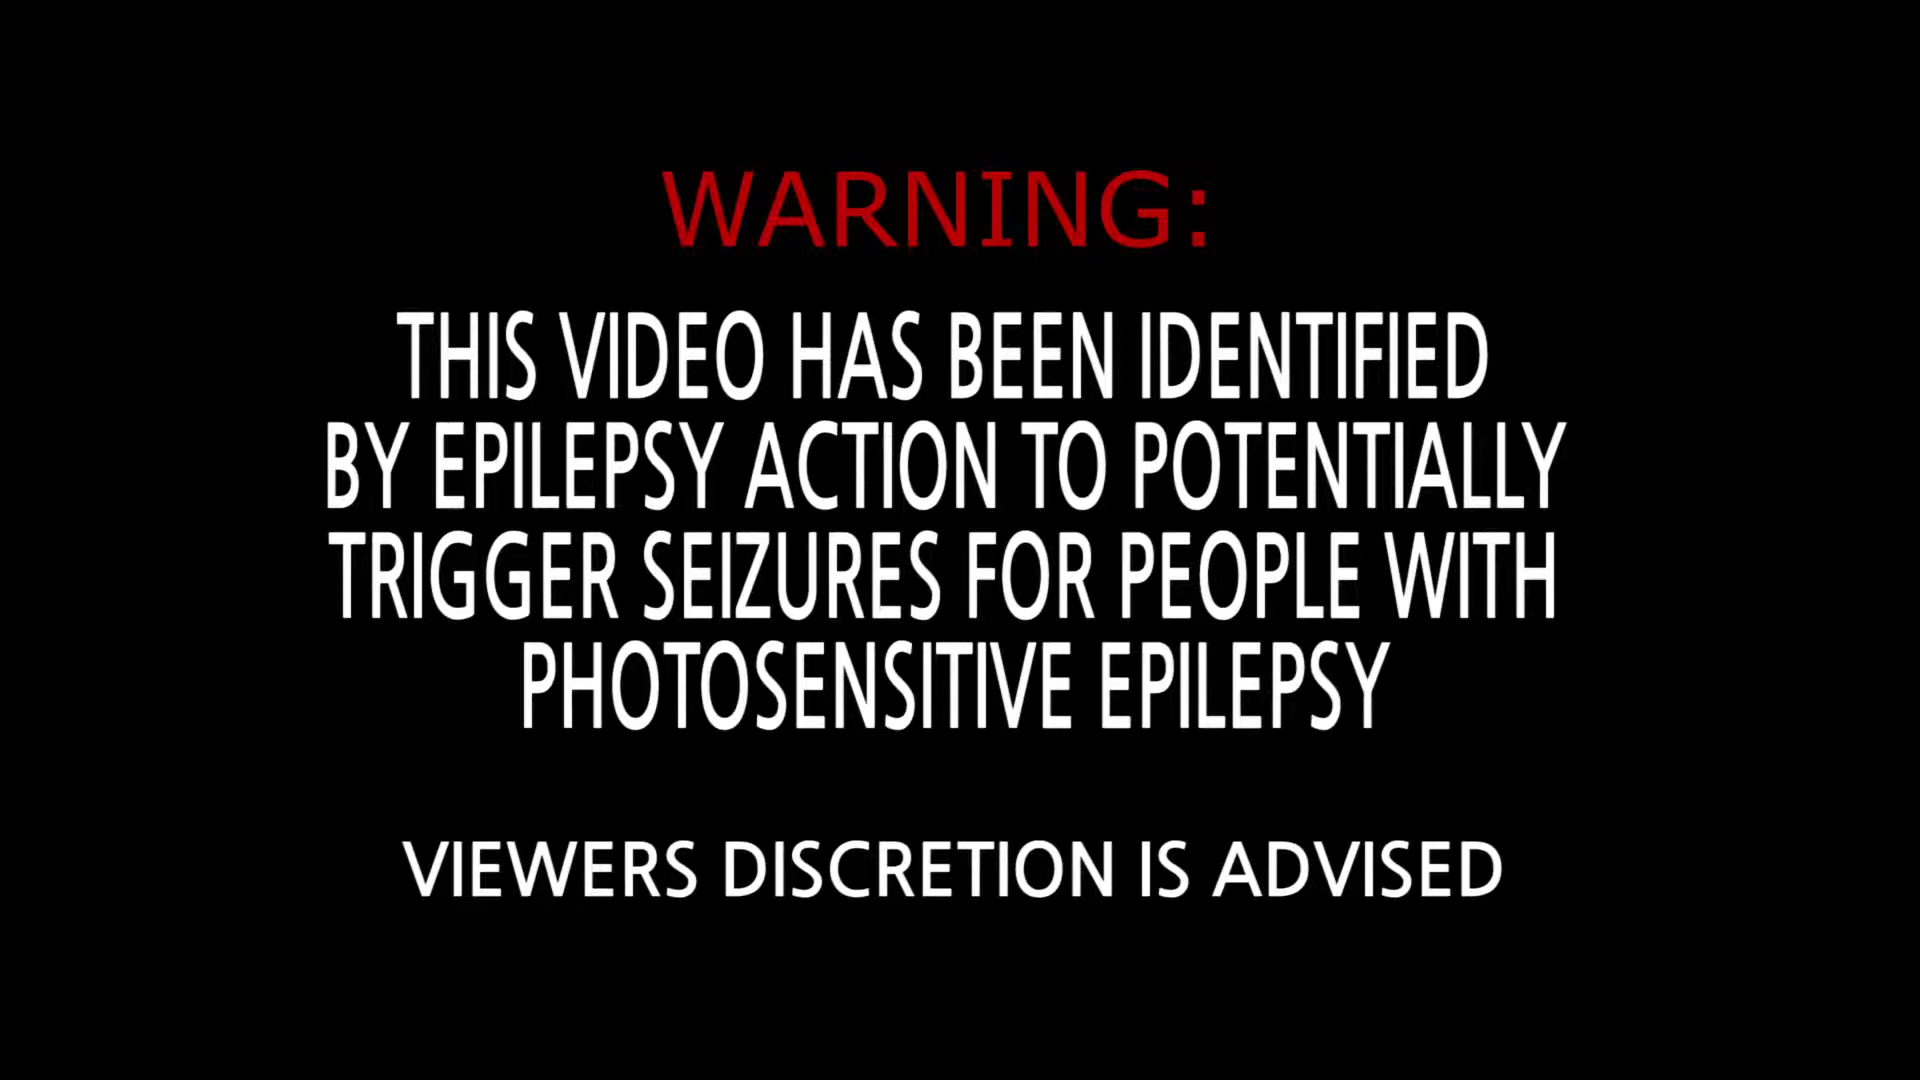 WARNING:
THIS VIDEO HAS BEEN IDENTIFIED
BY EPILEPSY ACTION TO POTENTIALLY
TRIGGER SEIZURES FOR PEOPLE WITH
PHOTOSENSITIVE EPILEPSY
VIEWERS DISCRETION IS ADVISED